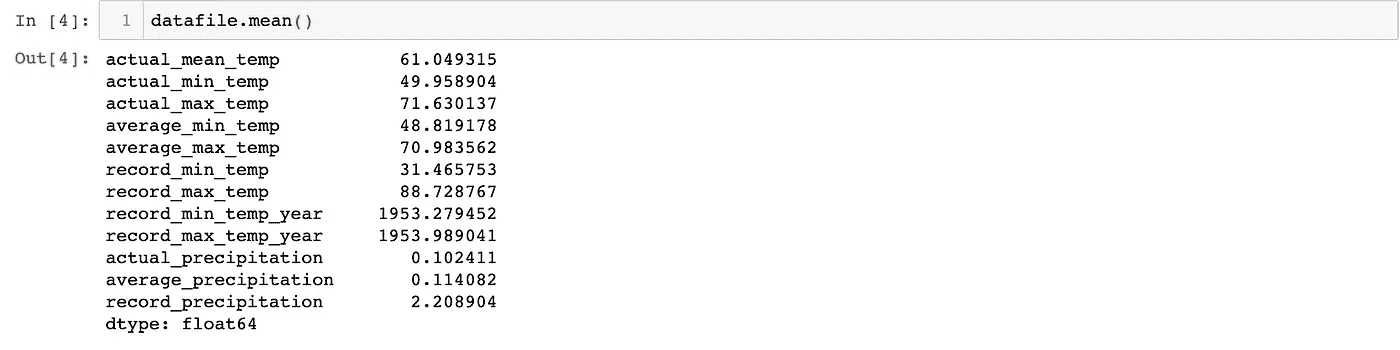 In [4]: 1 datafile.mean()
Out[4]: actual_mean_temp 61.049315
actual_min_temp 49.958904
actual_max_temp 71.630137
average_min_temp 48.819178
average_max_temp 70.983562
record_min_temp 31.465753
record_max_temp 88.728767
record_min_temp_year 1953.279452
record_max_temp_year 1953.989041
actual_precipitation 0.102411
average_precipitation 0.114082
record_precipitation 2.208904
dtype: float64